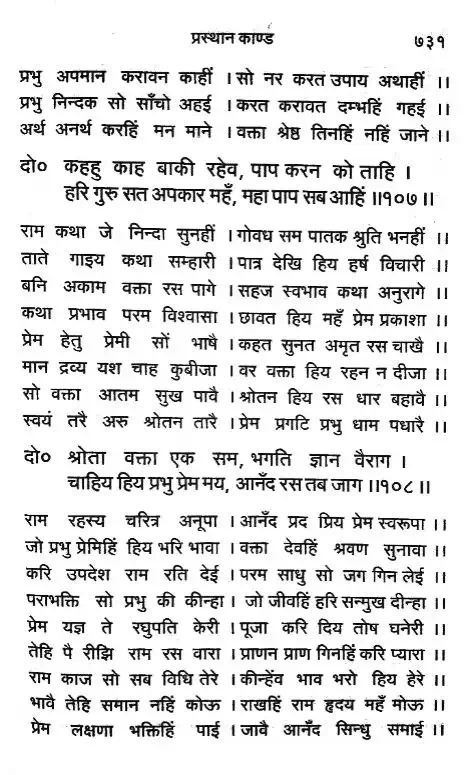 प्रस्थान काण्ड ७३१
प्रभु अपमान करावन काहीं । सो नर करत उपाय अथाहीं ।।
प्रभु निन्दक सो साँचो अहई । करत करावत दम्भहिं गहई ।।
अर्थ अनर्थ करहिं मन माने । वक्ता श्रेष्ठ तिनहिं नहिं जाने ।।
दो० कहहु काह बाकी रहेव, पाप करन को ताहि ।
हरि गुरु सत अपकार महँ, महा पाप सब आहिं ।।१०७।।
राम कथा जे निन्दा सुनहीं । गोवध सम पातक श्रुति भनहीं ।।
ताते गाइय कथा सम्हारी । पात्र देखि हिय हर्ष विचारी ।।
बनि अकाम वक्ता रस पागे । सहज स्वभाव कथा अनुरागे ।।
कथा प्रभाव परम विश्वासा । छावत हिय महँ प्रेम प्रकाशा ।।
प्रेम हेतु प्रेमी सों भाषै । कहत सुनत अमृत रस चाखै ।।
मान द्रव्य यश चाह कुबीजा । वर वक्ता हिय रहन न दीजा ।।
सो वक्ता आतम सुख पावै । श्रोतन हिय रस धार बहावै ।।
स्वयं तरै अरु श्रोतन तारै । प्रेम प्रगटि प्रभु धाम पधारै ।।
दो० श्रोता वक्ता एक सम, भगति ज्ञान वैराग ।
चाहिय हिय प्रभु प्रेम मय, आनँद रस तब जाग ।।१०८।।
राम रहस्य चरित्र अनूपा । आनँद प्रद प्रिय प्रेम स्वरूपा ।।
जो प्रभु प्रेमिहिं हिय भरि भावा । वक्ता देवहिं श्रवण सुनावा ।।
करि उपदेश राम रति देई । परम साधु सो जग गिन लेई ।।
पराभक्ति सो प्रभु की कीन्हा । जो जीवहिं हरि सन्मुख दीन्हा ।।
प्रेम यज्ञ ते रघुपति केरी । पूजा करि दिय तोष घनेरी ।।
तेहि पै रीझि राम रस वारा । प्राणन प्राण गिनहिं करि प्यारा ।।
राम काज सो सब विधि तेरे । कीन्हेंव भाव भरो हिय हेरे ।।
भावै तेहि समान नहिं कोऊ । राखहिं राम हृदय महँ मोऊ ।।
प्रेम लक्षणा भक्तिहिं पाई । जावै आनँद सिन्धु समाई ।।